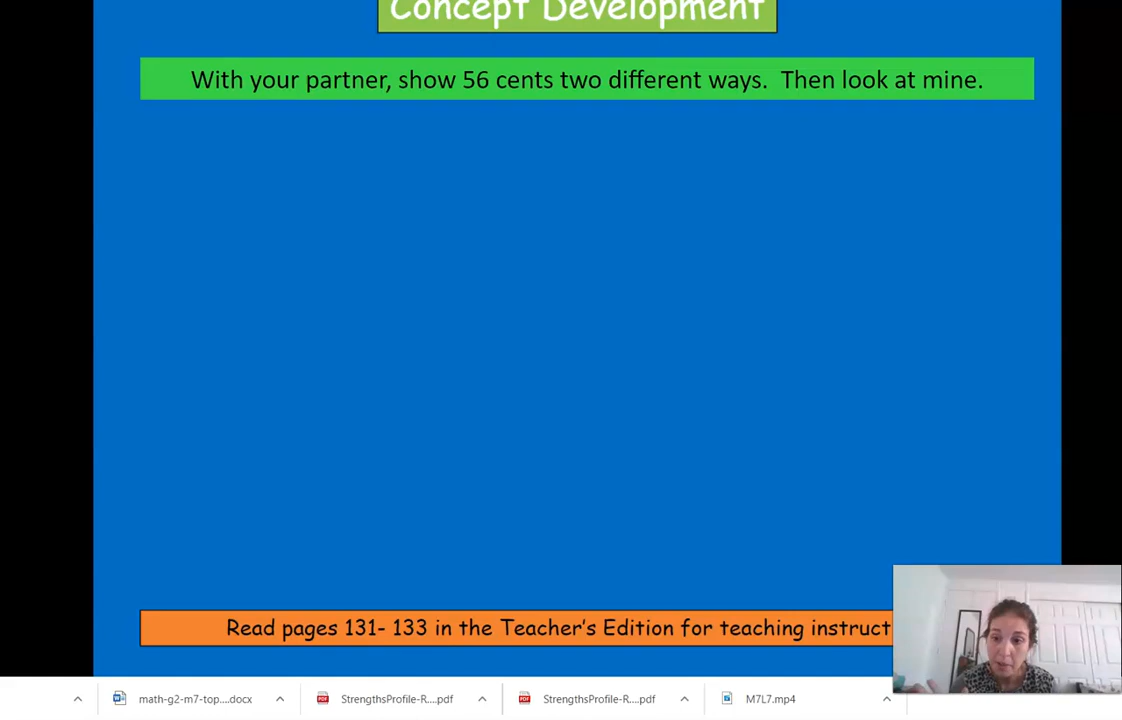 Concept Development
With your partner, show 56 cents two different ways.  Then look at mine.
Read pages 131- 133 in the Teacher's Edition for teaching instruct
math-g2-m7-top....docx
StrengthsProfile-R....pdf
StrengthsProfile-R....pdf
M7L7.mp4